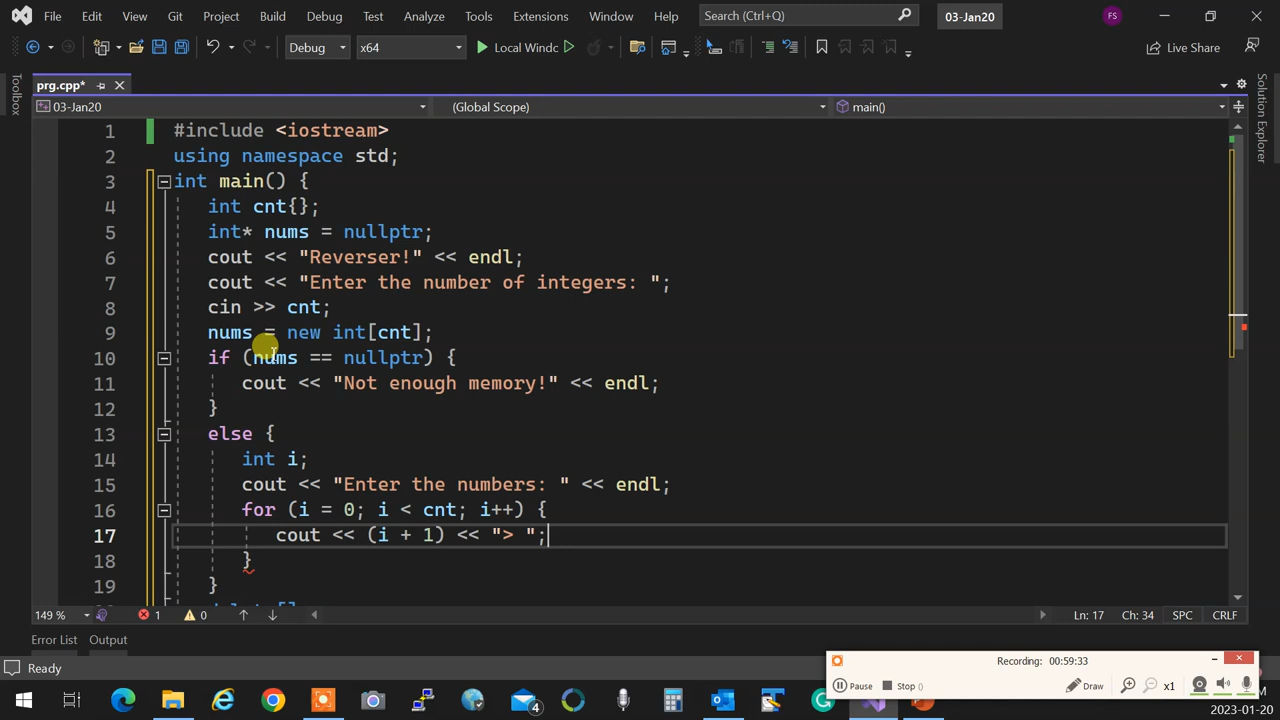 File Edit View Git Project Build Debug Test Analyze Tools Extensions Window Help Search (Ctrl+Q) 03-Jan20 FS
Debug x64 Local Windc Live Share
prg.cpp*
03-Jan20 (Global Scope) main()
Toolbox
Solution Explorer
1 #include <iostream>
2 using namespace std;
3 int main() {
4 int cnt{};
5 int* nums = nullptr;
6 cout << "Reverser!" << endl;
7 cout << "Enter the number of integers: ";
8 cin >> cnt;
9 nums = new int[cnt];
10 if (nums == nullptr) {
11 cout << "Not enough memory!" << endl;
12 }
13 else {
14 int i;
15 cout << "Enter the numbers: " << endl;
16 for (i = 0; i < cnt; i++) {
17 cout << (i + 1) << "> ";
18 }
19 }
149 % 1 0 Ln: 17 Ch: 34 SPC CRLF
Error List Output
Ready
Recording: 00:59:33
Pause Stop () Draw x1
4
2023-01-20